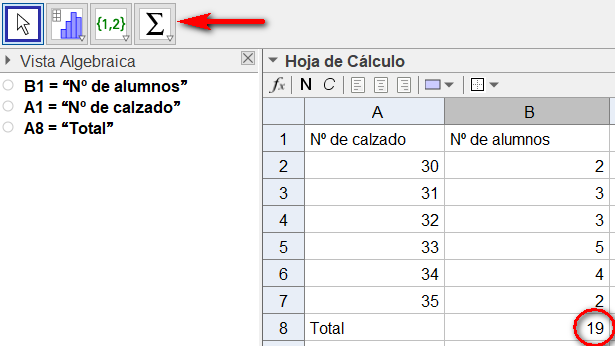 {1,2} Σ
Vista Algebraica
B1 = “Nº de alumnos”
A1 = “Nº de calzado”
A8 = “Total”
Hoja de Cálculo
fx N C
A B
1 Nº de calzado Nº de alumnos
2 30 2
3 31 3
4 32 3
5 33 5
6 34 4
7 35 2
8 Total 19